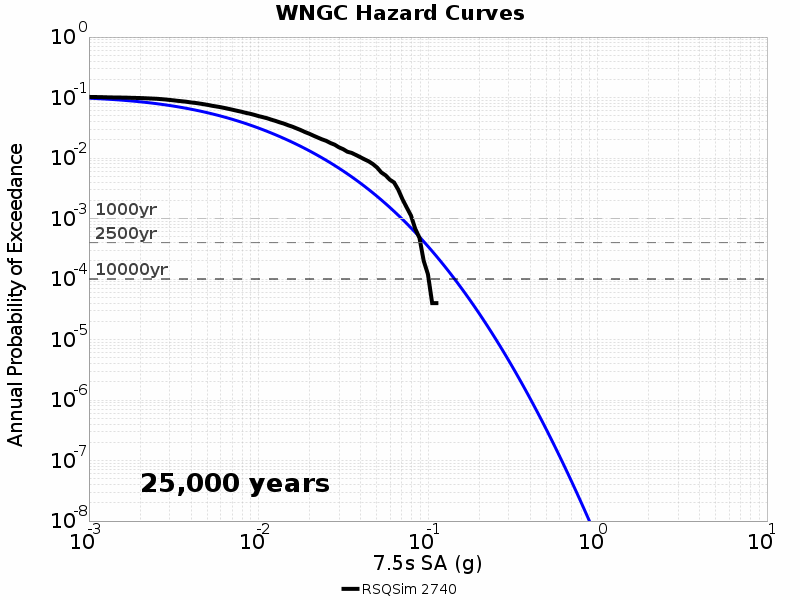 WNGC Hazard Curves
Annual Probability of Exceedance
10^0
10^-1
10^-2
10^-3
10^-4
10^-5
10^-6
10^-7
10^-8
1000yr
2500yr
10000yr
25,000 years
10^-3 10^-2 10^-1 10^0 10^1
7.5s SA (g)
RSQSim 2740